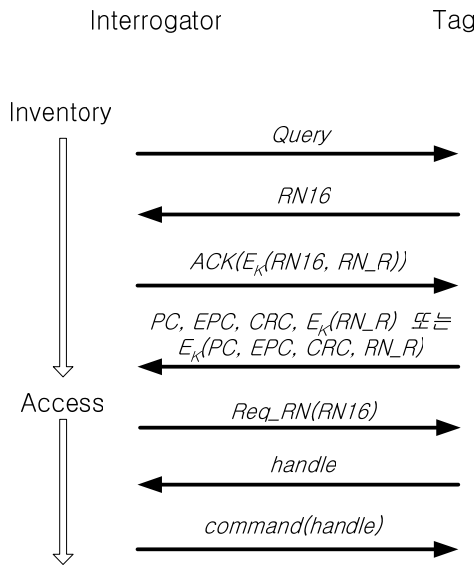 Interrogator Tag
Inventory
Query
RN16
ACK(E_K(RN16, RN_R))
PC, EPC, CRC, E_K(RN_R) 또는
E_K(PC, EPC, CRC, RN_R)
Access
Req_RN(RN16)
handle
command(handle)